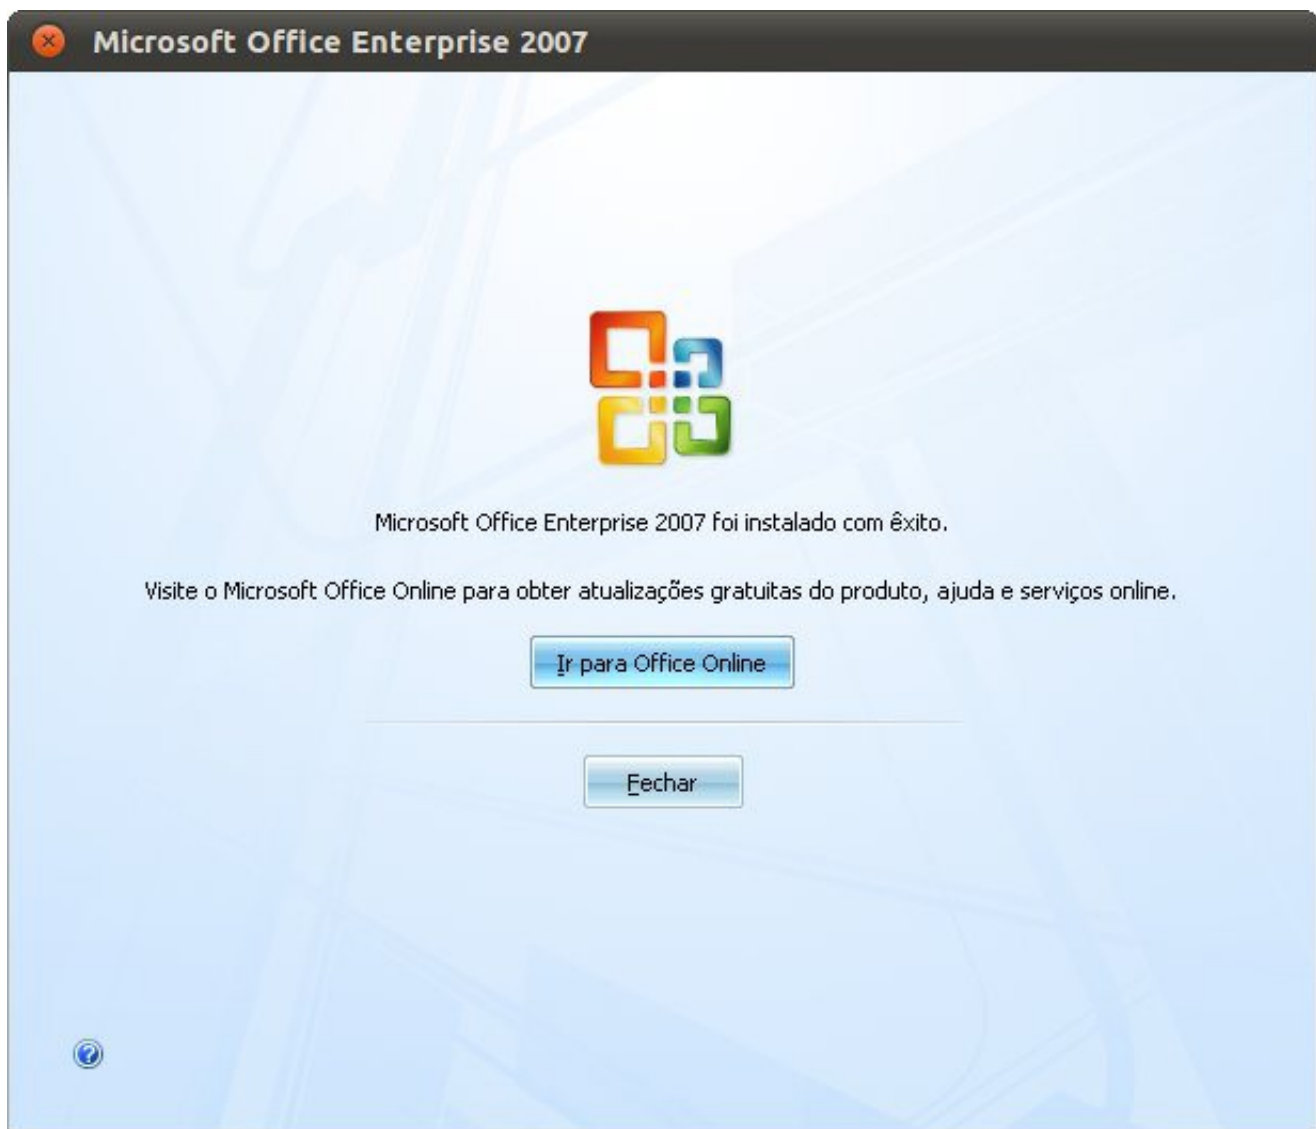 Microsoft Office Enterprise 2007
Microsoft Office Enterprise 2007 foi instalado com êxito.
Visite o Microsoft Office Online para obter atualizações gratuitas do produto, ajuda e serviços online.
Ir para Office Online
Fechar